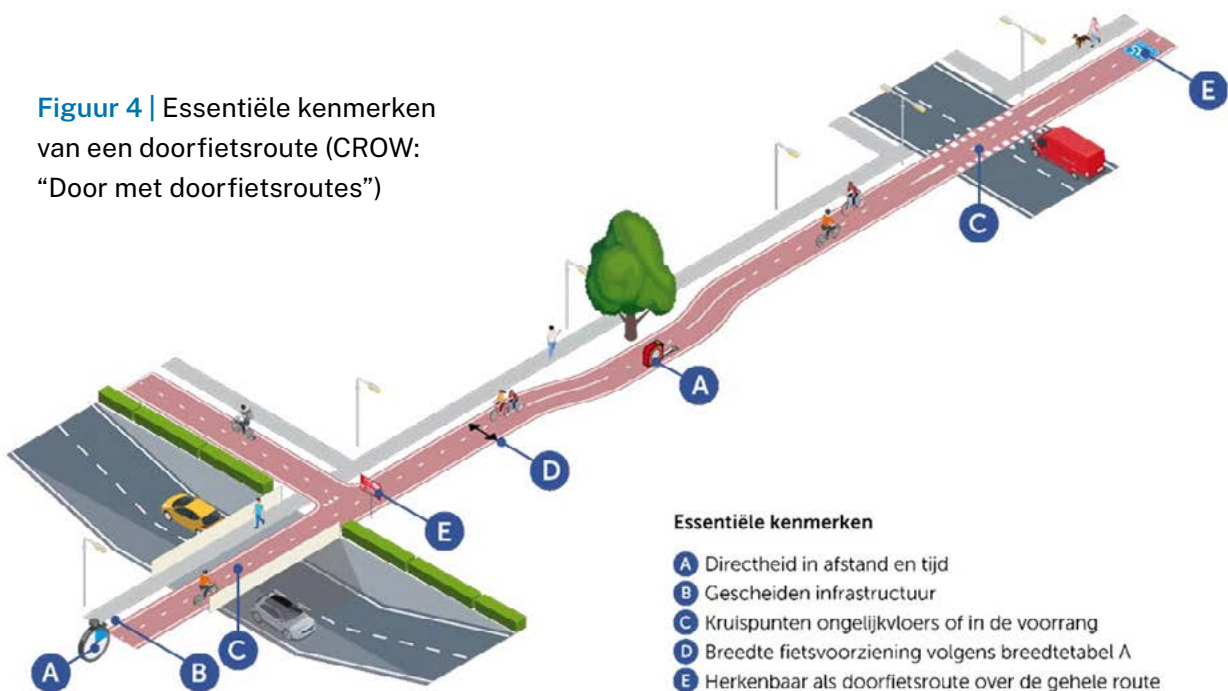 Figuur 4 | Essentiële kenmerken
van een doorfietsroute (CROW:
“Door met doorfietsroutes”)
E
C
A
D
E
A
B
C
Essentiële kenmerken
A Directheid in afstand en tijd
B Gescheiden infrastructuur
C Kruispunten ongelijkvloers of in de voorrang
D Breedte fietsvoorziening volgens breedtetabel A
E Herkenbaar als doorfietsroute over de gehele route